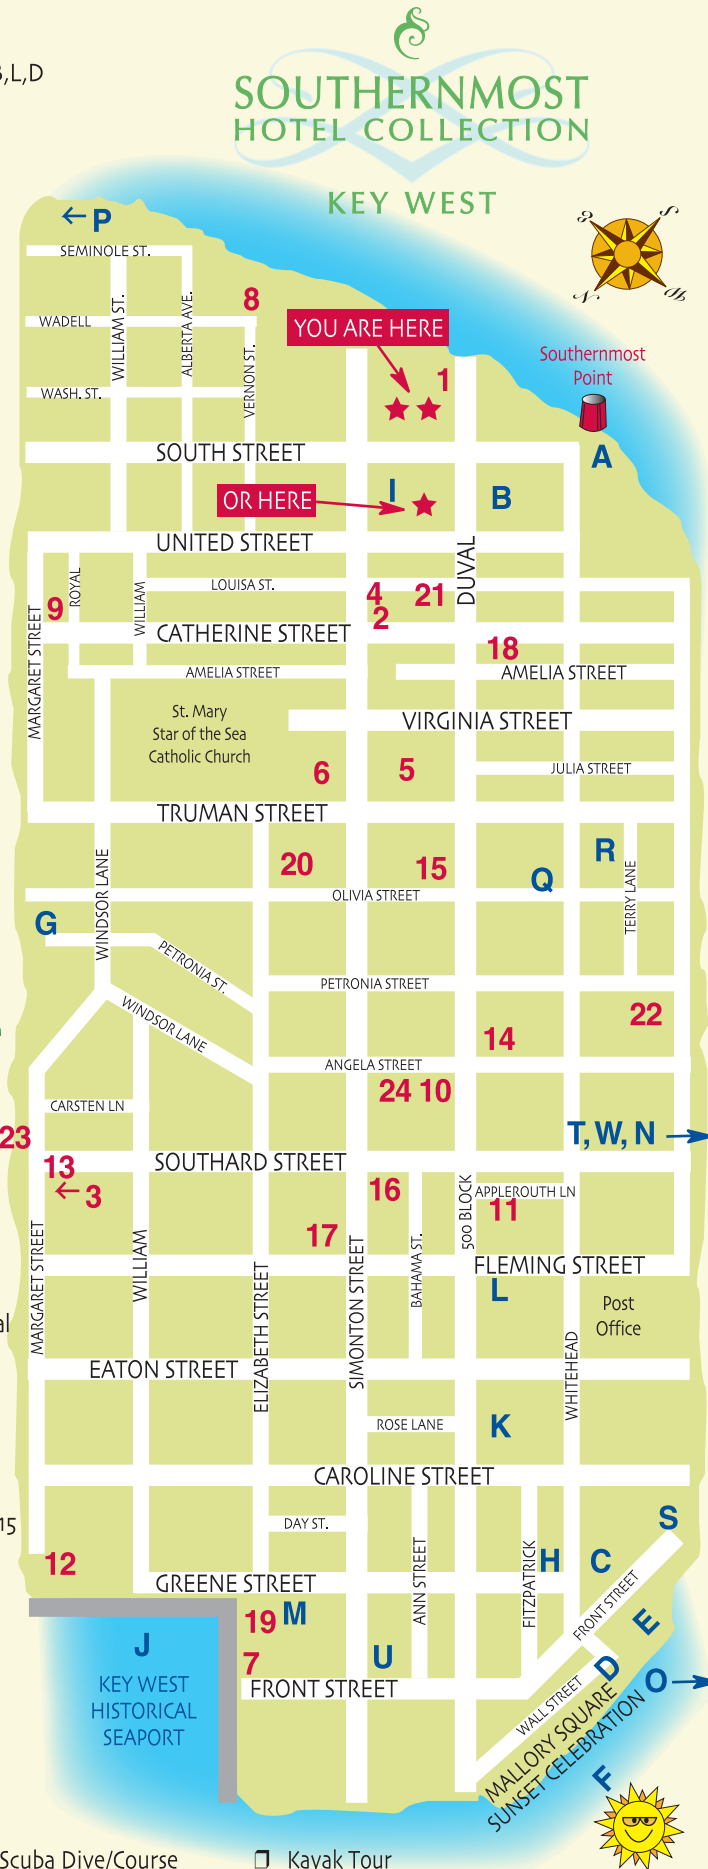 B,L,D
SOUTHERNMOST
HOTEL COLLECTION
KEY WEST
← P
S
SEMINOLE ST.
WILLIAM ST.
ALBERTA AVE.
8
N
WADELL
YOU ARE HERE
VERNON ST.
Southernmost
Point
1
WASH. ST.
SOUTH STREET
A
I
B
OR HERE
UNITED STREET
DUVAL
ROYAL
WILLIAM
LOUISA ST.
4
21
9
2
CATHERINE STREET
18
MARGARET STREET
AMELIA STREET
AMELIA STREET
St. Mary
Star of the Sea
Catholic Church
VIRGINIA STREET
6
5
JULIA STREET
TRUMAN STREET
WINDSOR LANE
20
15
Q
R
TERRY LANE
OLIVIA STREET
G
PETRONIA ST.
PETRONIA STREET
WINDSOR LANE
22
14
ANGELA STREET
24
10
CARSTEN LN
23
T, W, N →
13
SOUTHARD STREET
← 3
16
500 BLOCK
APPLEROUTH LN
11
17
MARGARET STREET
WILLIAM
ELIZABETH STREET
SIMONTON STREET
BAHAMA ST.
FLEMING STREET
L
Post
Office
al
WHITEHEAD
EATON STREET
ROSE LANE
K
CAROLINE STREET
15
DAY ST.
S
12
ANN STREET
FITZPATRICK
H
C
GREENE STREET
FRONT STREET
19
M
E
J
7
U
D
O →
KEY WEST
HISTORICAL
SEAPORT
FRONT STREET
WALL STREET
MALLORY SQUARE
SUNSET CELEBRATION
F
Scuba Dive/Course
❒ Kayak Tour